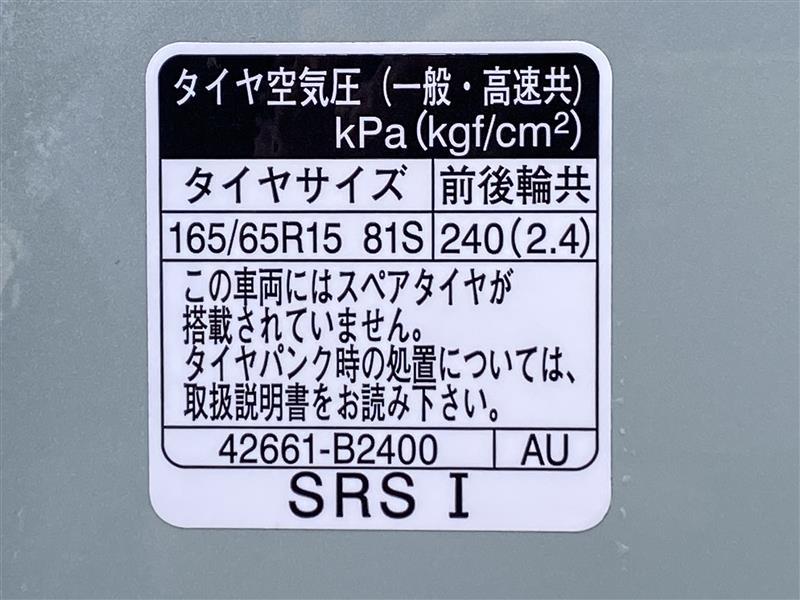 タイヤ空気圧（一般・高速共）
kPa(kgf/cm²)
タイヤサイズ 前後輪共
165/65R15 81S 240(2.4)
この車両にはスペアタイヤが
搭載されていません。
タイヤパンク時の処置については、
取扱説明書をお読み下さい。
42661-B2400 AU
SRS I